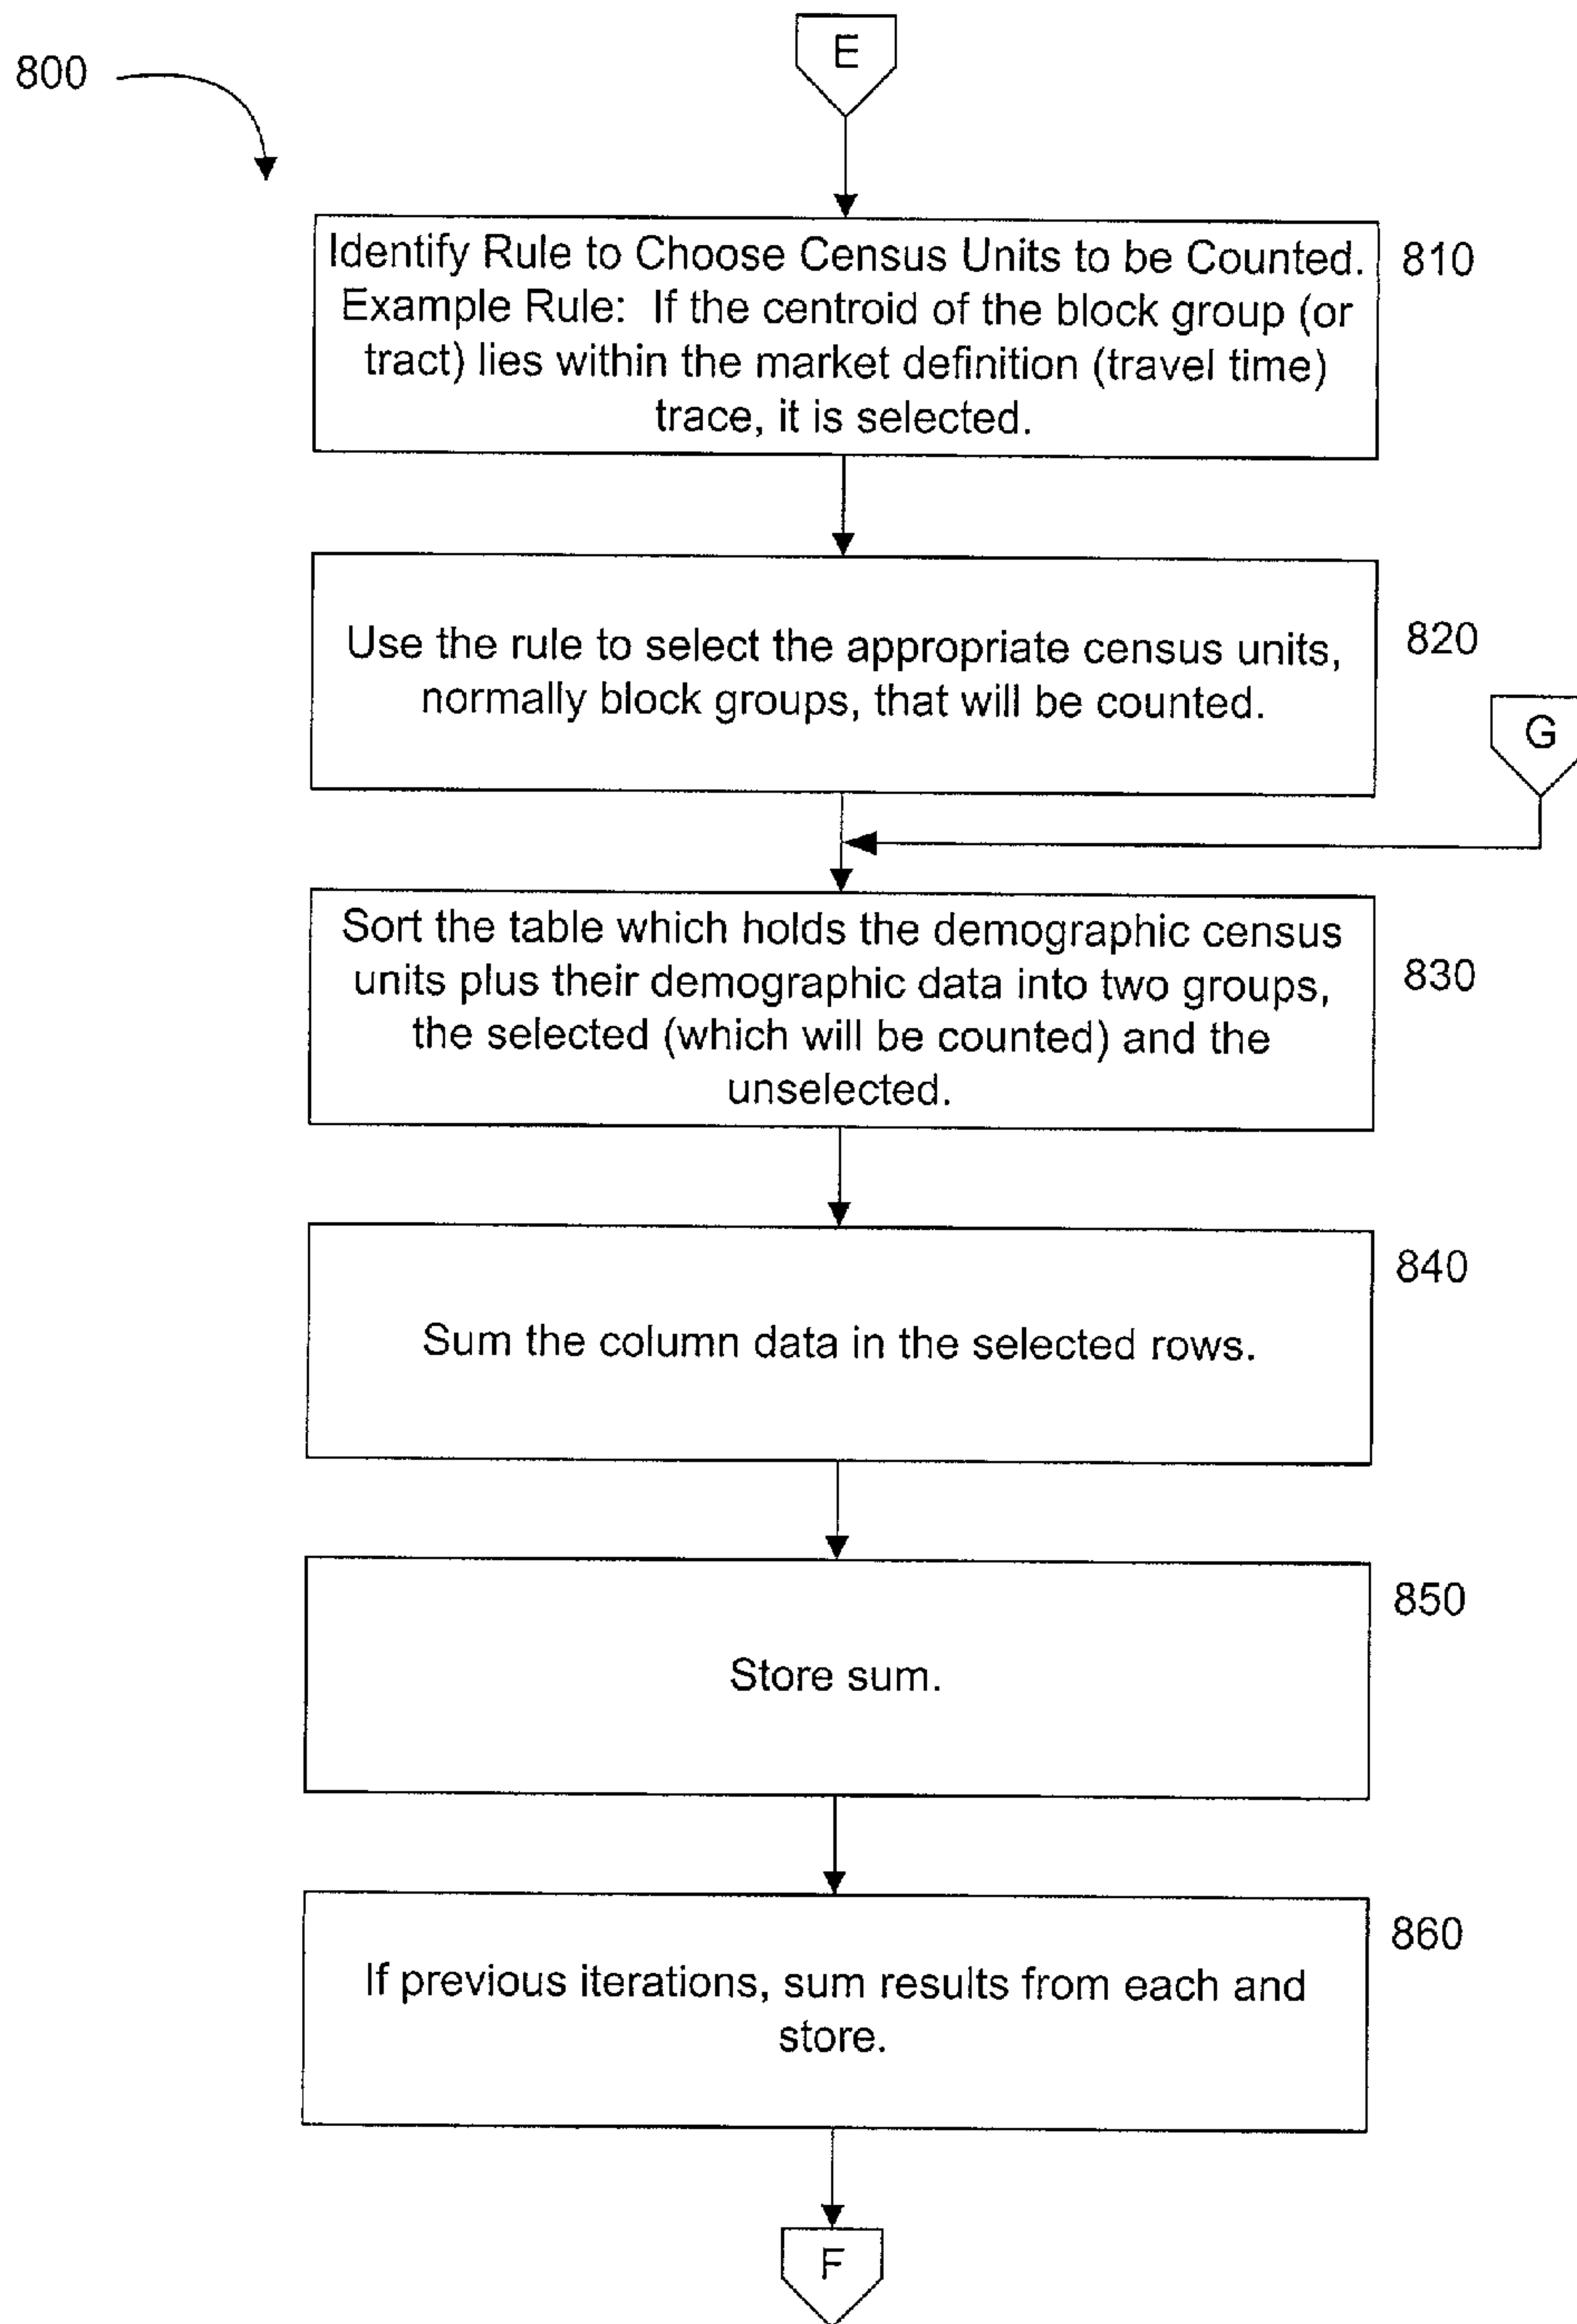 800
E
Identify Rule to Choose Census Units to be Counted.
Example Rule: If the centroid of the block group (or
tract) lies within the market definition (travel time)
trace, it is selected.
810
Use the rule to select the appropriate census units,
normally block groups, that will be counted.
820
G
Sort the table which holds the demographic census
units plus their demographic data into two groups,
the selected (which will be counted) and the
unselected.
830
Sum the column data in the selected rows.
840
Store sum.
850
If previous iterations, sum results from each and
store.
860
F